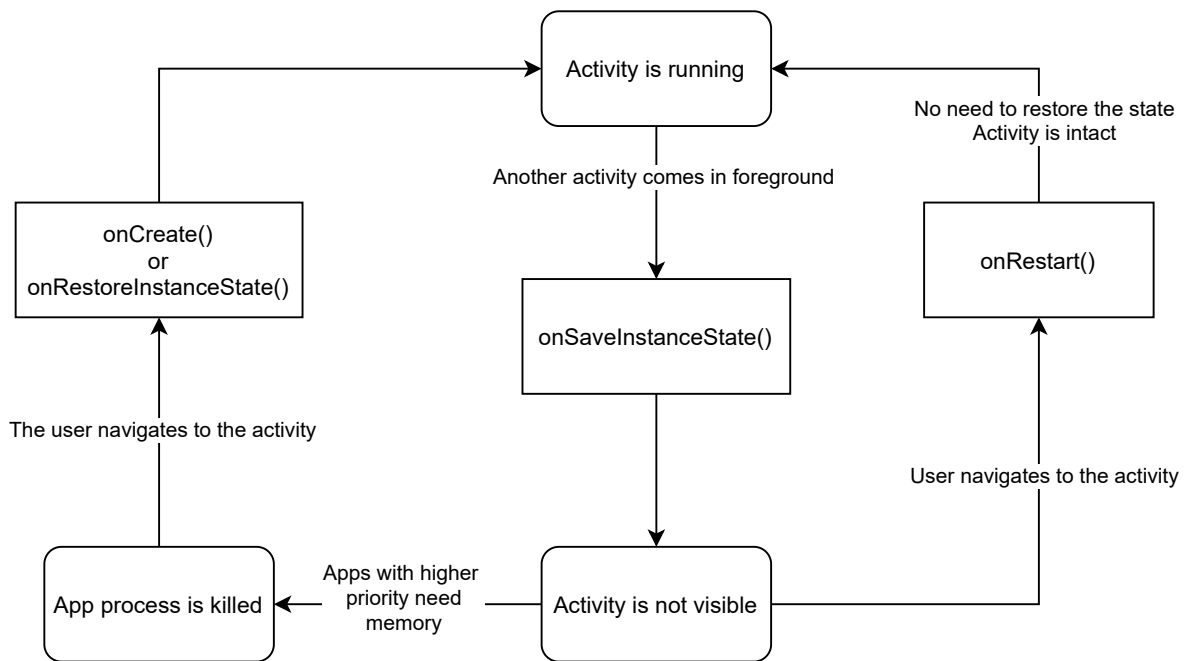 Activity is running
No need to restore the state
Activity is intact
Another activity comes in foreground
onCreate()
or
onRestoreInstanceState()
onRestart()
onSaveInstanceState()
The user navigates to the activity
User navigates to the activity
App process is killed
Apps with higher
priority need
memory
Activity is not visible